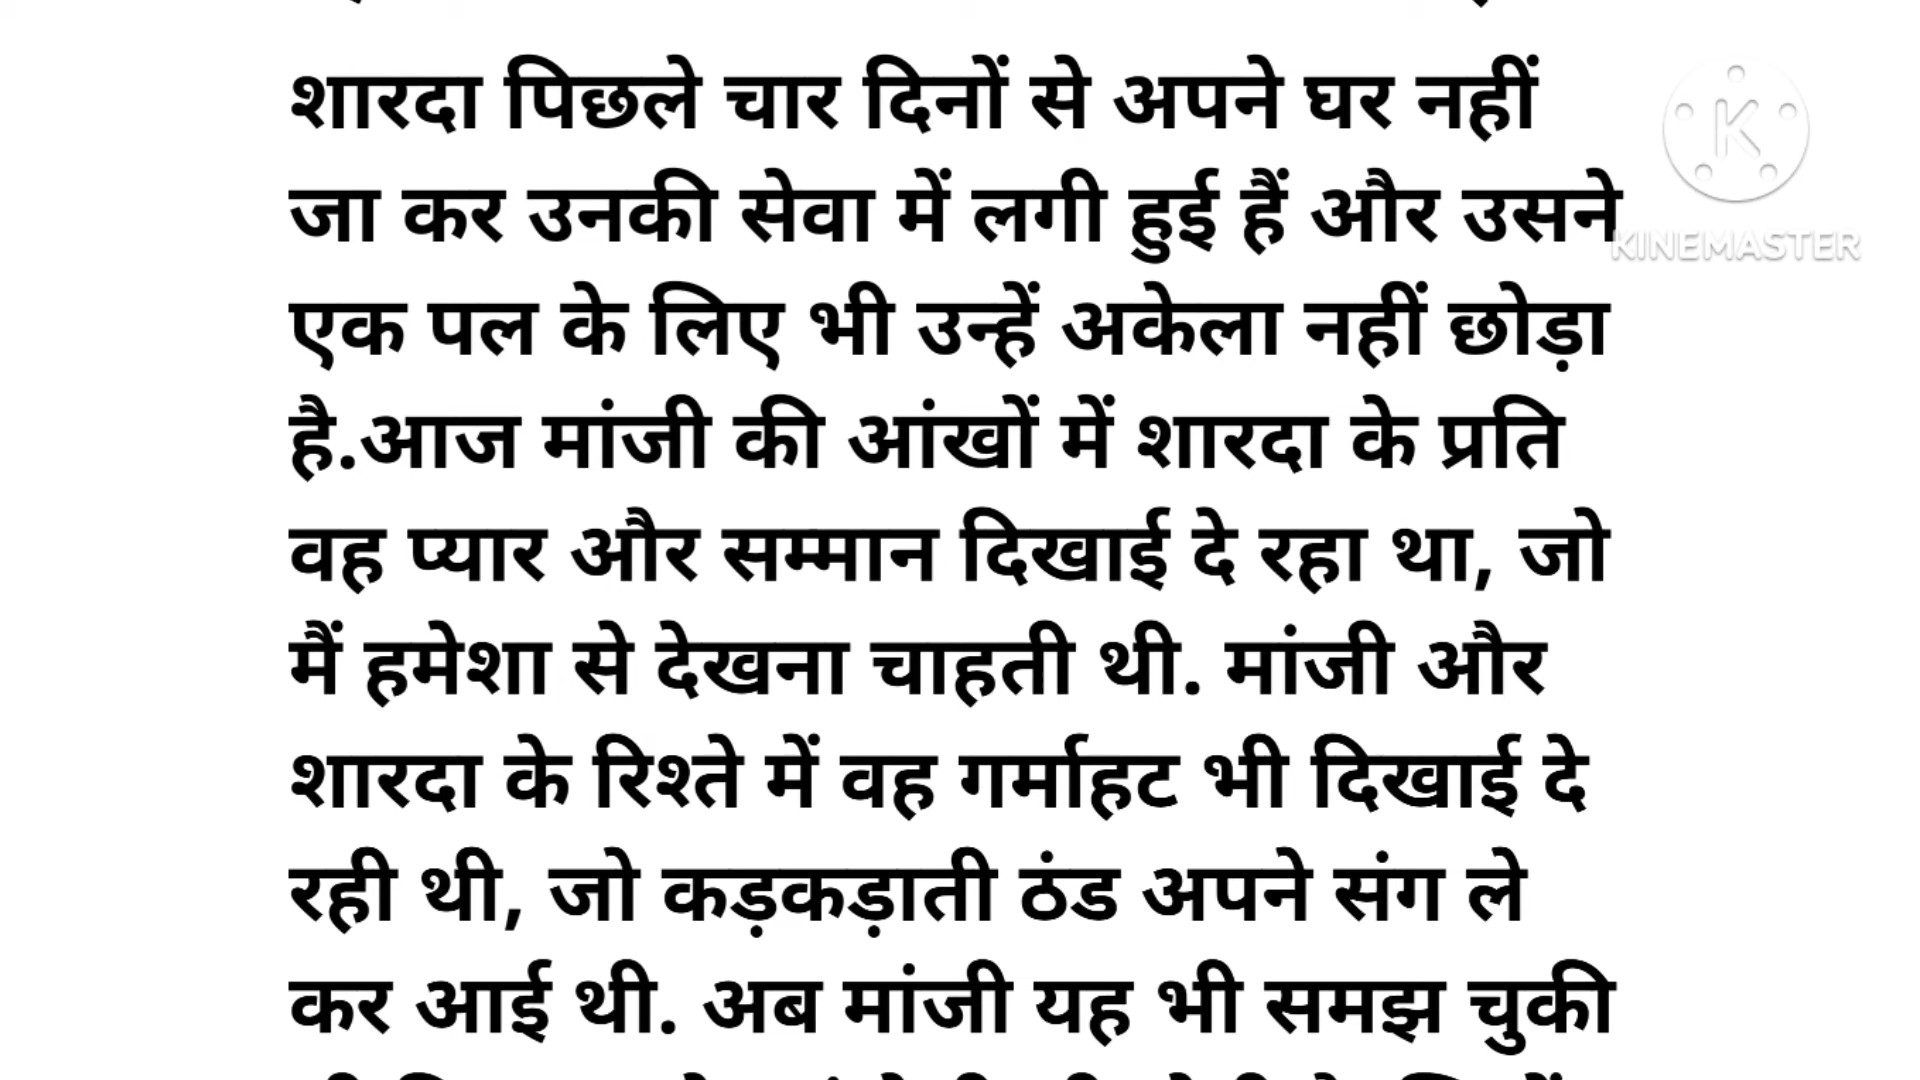 शारदा पिछले चार दिनों से अपने घर नहीं
जा कर उनकी सेवा में लगी हुई हैं और उसने
एक पल के लिए भी उन्हें अकेला नहीं छोड़ा
है.आज मांजी की आंखों में शारदा के प्रति
वह प्यार और सम्मान दिखाई दे रहा था, जो
मैं हमेशा से देखना चाहती थी. मांजी और
शारदा के रिश्ते में वह गर्माहट भी दिखाई दे
रही थी, जो कड़कड़ाती ठंड अपने संग ले
कर आई थी. अब मांजी यह भी समझ चुकी
K
KINEMASTER